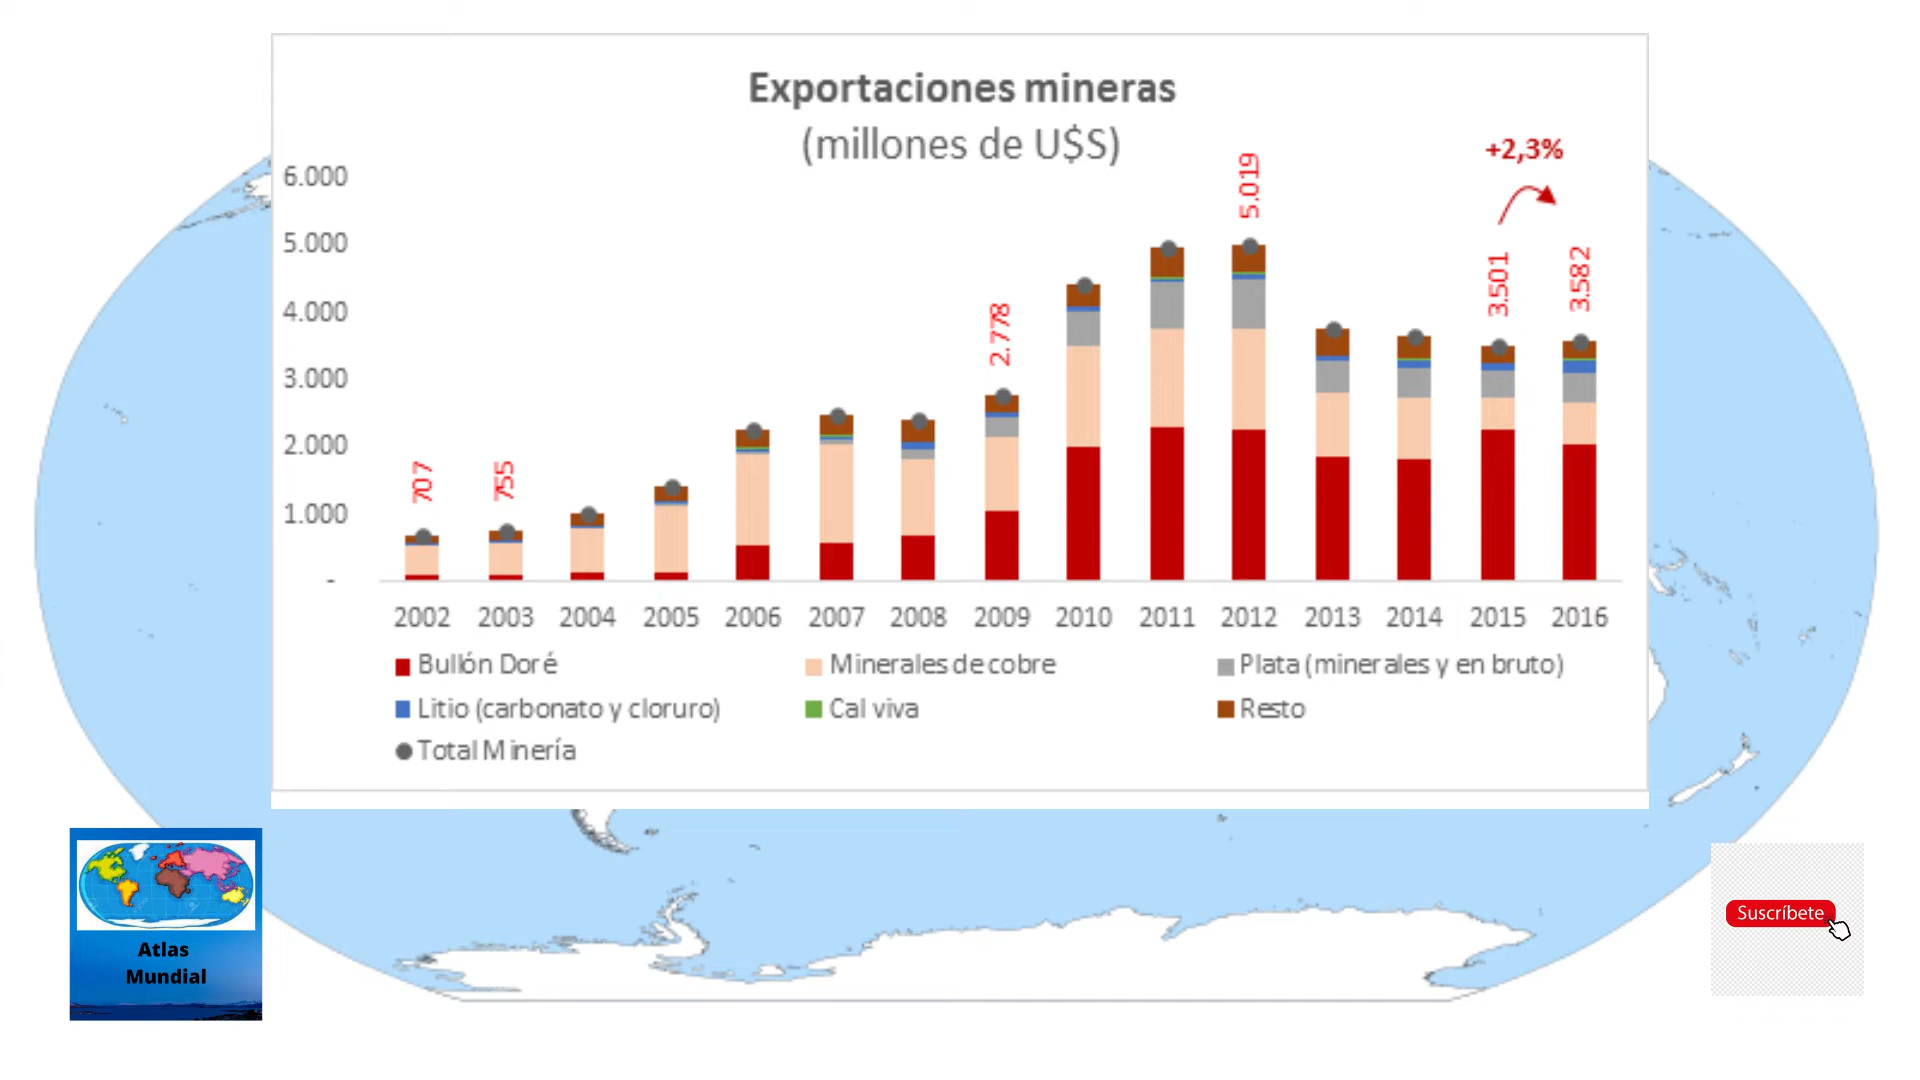 Exportaciones mineras
(millones de U$S)
+2,3%
6.000
5.000
4.000
3.000
2.000
1.000
-
707
755
2.778
5.019
3.501
3.582
2002 2003 2004 2005 2006 2007 2008 2009 2010 2011 2012 2013 2014 2015 2016
Bullón Doré Minerales de cobre Plata (minerales y en bruto)
Litio (carbonato y cloruro) Cal viva Resto
Total Minería
Atlas
Mundial
Suscríbete